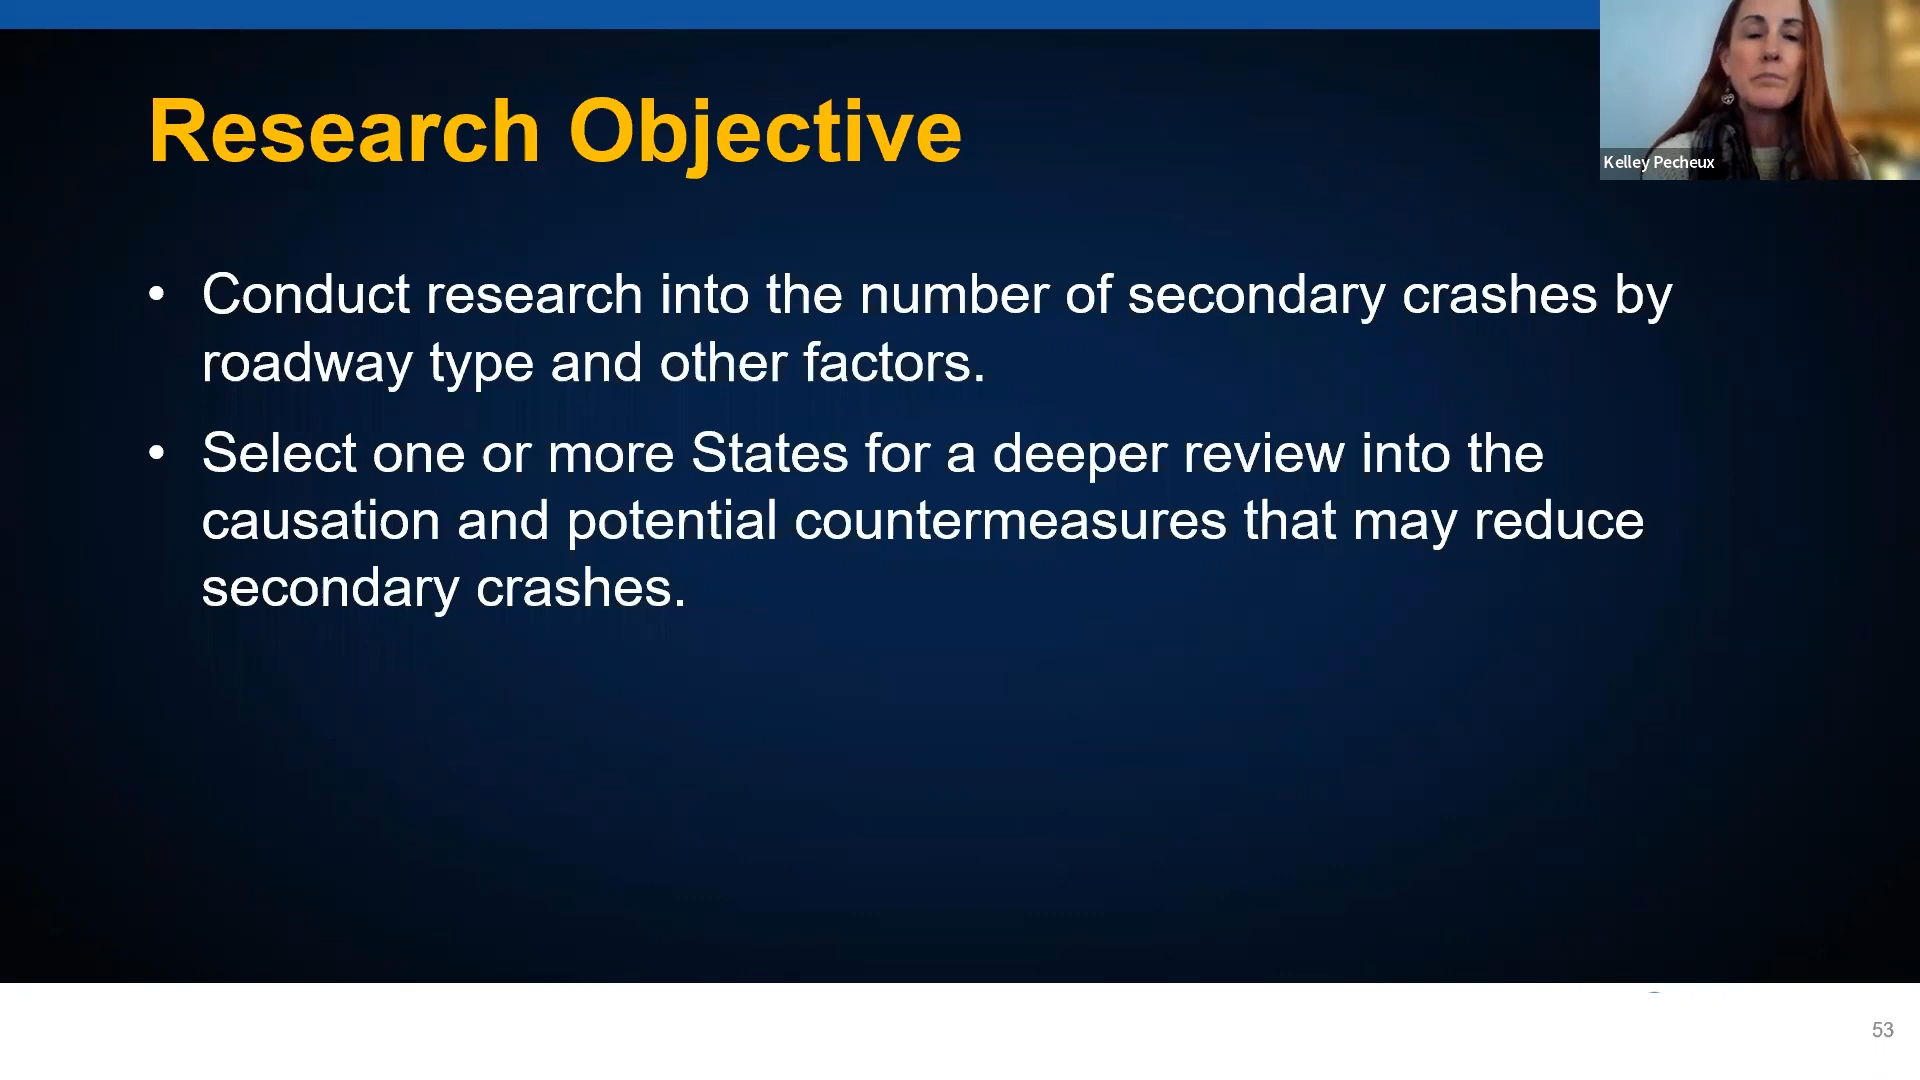 Research Objective
Kelley Pecheux
• Conduct research into the number of secondary crashes by
roadway type and other factors.
• Select one or more States for a deeper review into the
causation and potential countermeasures that may reduce
secondary crashes.
53